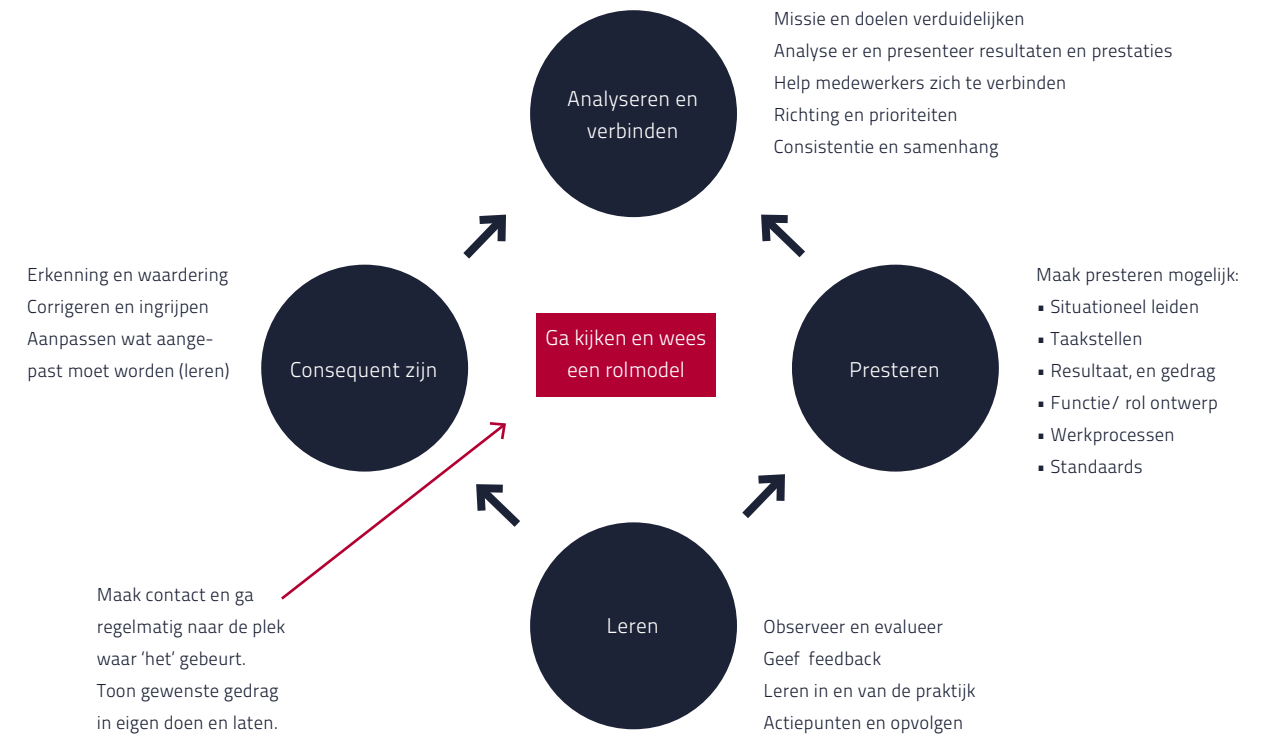 Missie en doelen verduidelijken
Analyse er en presenteer resultaten en prestaties
Help medewerkers zich te verbinden
Richting en prioriteiten
Consistentie en samenhang
Analyseren en
verbinden
Erkenning en waardering
Corrigeren en ingrijpen
Aanpassen wat aange-
past moet worden (leren)
Consequent zijn
Ga kijken en wees
een rolmodel
Presteren
Maak presteren mogelijk:
▪ Situationeel leiden
▪ Taakstellen
▪ Resultaat, en gedrag
▪ Functie/ rol ontwerp
▪ Werkprocessen
▪ Standaards
Maak contact en ga
regelmatig naar de plek
waar ‘het’ gebeurt.
Toon gewenste gedrag
in eigen doen en laten.
Leren
Observeer en evalueer
Geef  feedback
Leren in en van de praktijk
Actiepunten en opvolgen